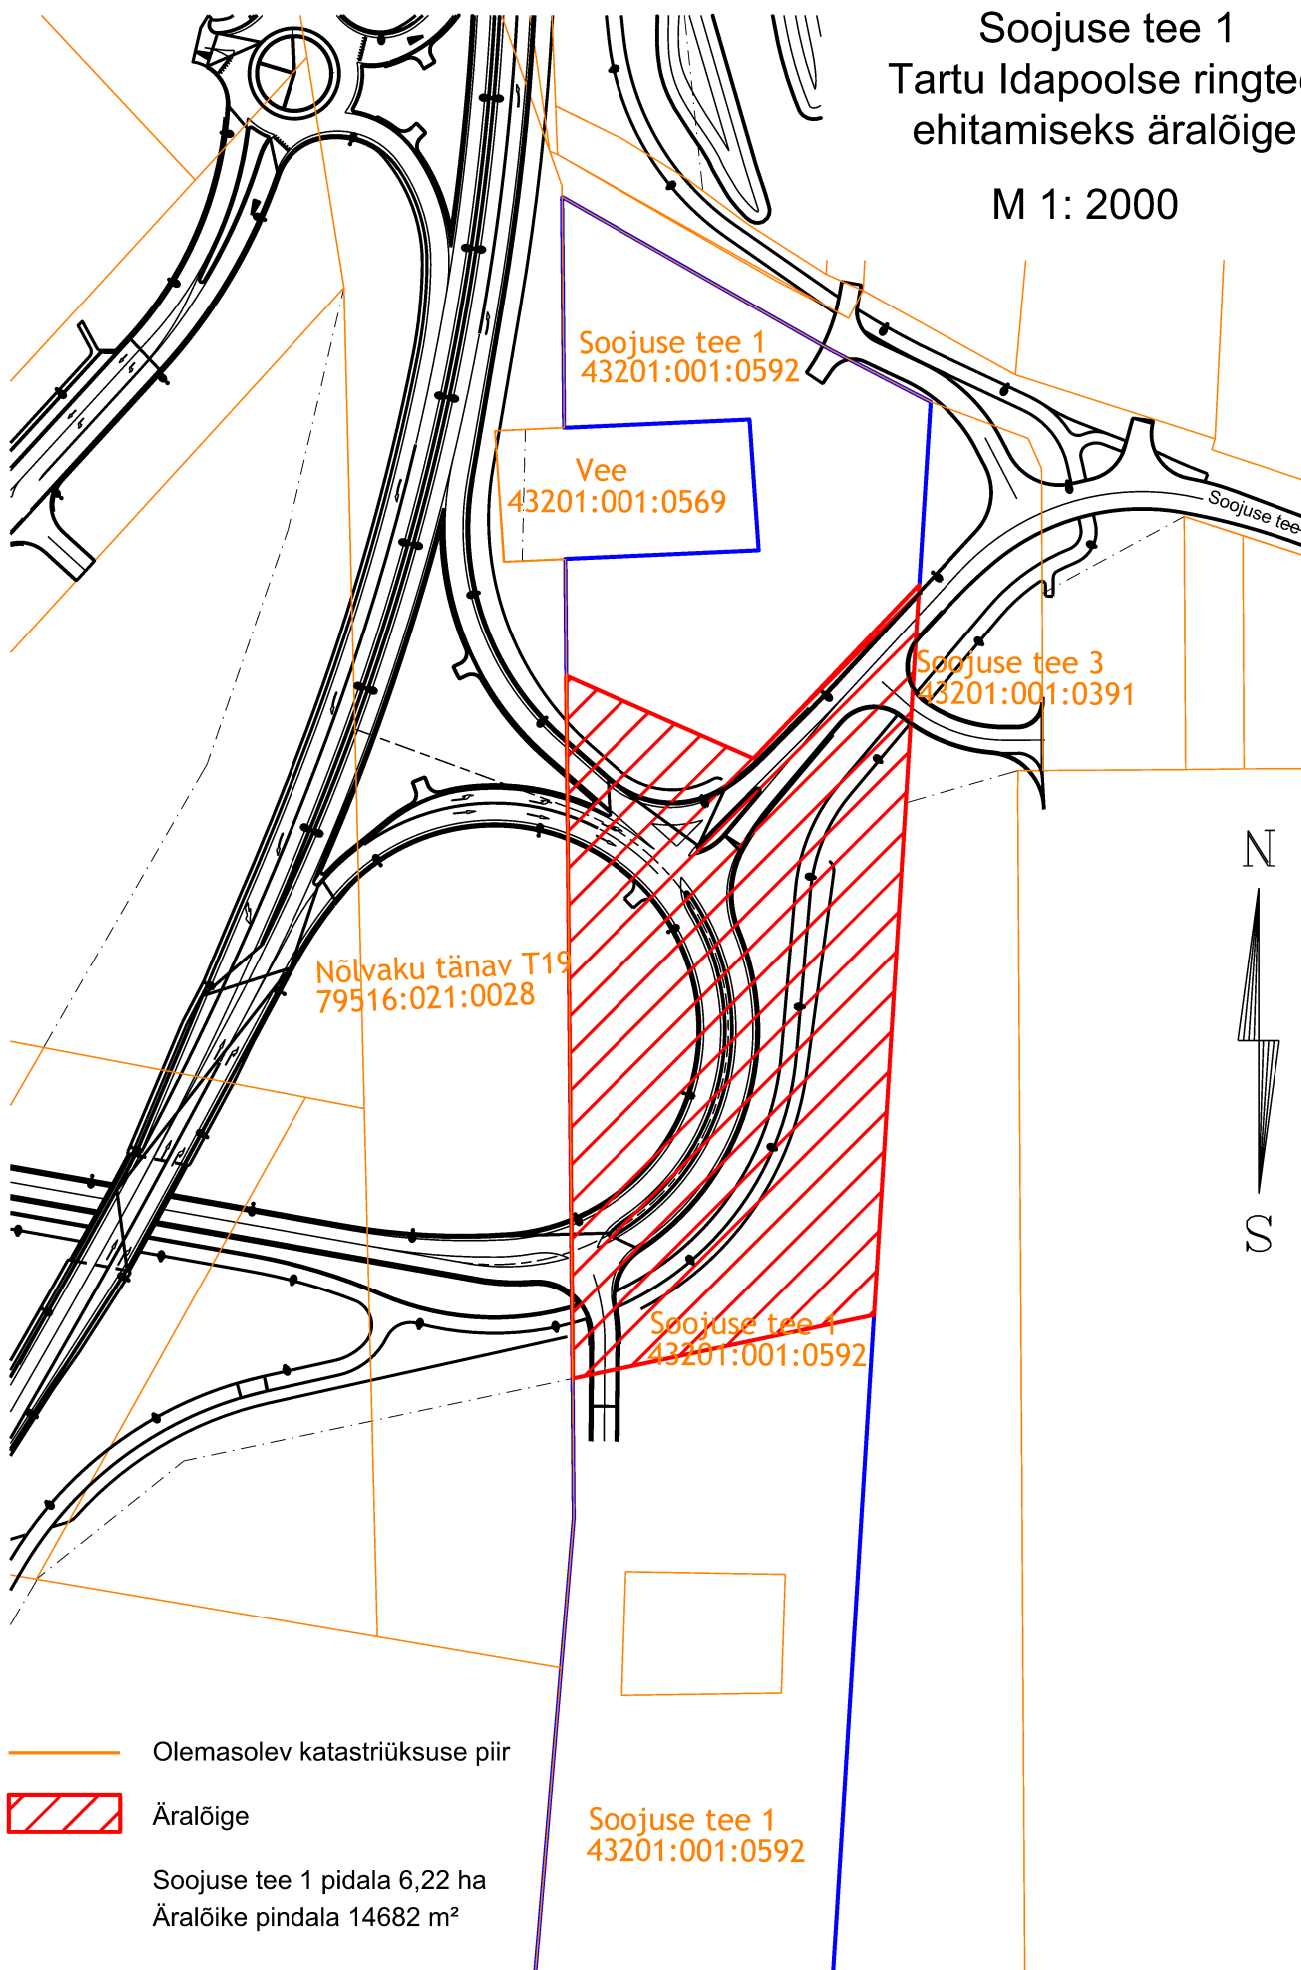 Soojuse tee 1
Tartu Idapoolse ringtee
ehitamiseks äralõige
M 1: 2000
Soojuse tee 1
43201:001:0592
Vee
43201:001:0569
Soojuse tee
Soojuse tee 3
43201:001:0391
N
Nõlvaku tänav T19
79516:021:0028
S
Soojuse tee 1
43201:001:0592
Olemasolev katastriüksuse piir
Äralõige
Soojuse tee 1
43201:001:0592
Soojuse tee 1 pidala 6,22 ha
Äralõike pindala 14682 m²